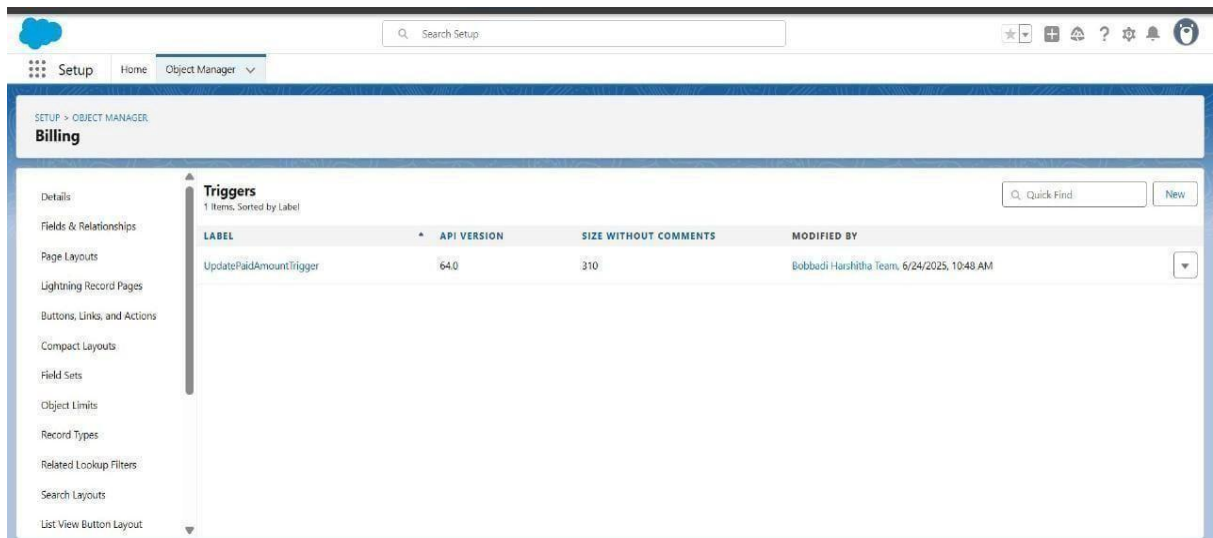 Search Setup
Setup Home Object Manager
SETUP > OBJECT MANAGER
Billing
Details
Fields & Relationships
Page Layouts
Lightning Record Pages
Buttons, Links, and Actions
Compact Layouts
Field Sets
Object Limits
Record Types
Related Lookup Filters
Search Layouts
List View Button Layout
Triggers
1 Items, Sorted by Label
Quick Find
New
LABEL API VERSION SIZE WITHOUT COMMENTS MODIFIED BY
UpdatePaidAmountTrigger 64.0 310 Bobbadi Harshitha Team, 6/24/2025, 10:48 AM